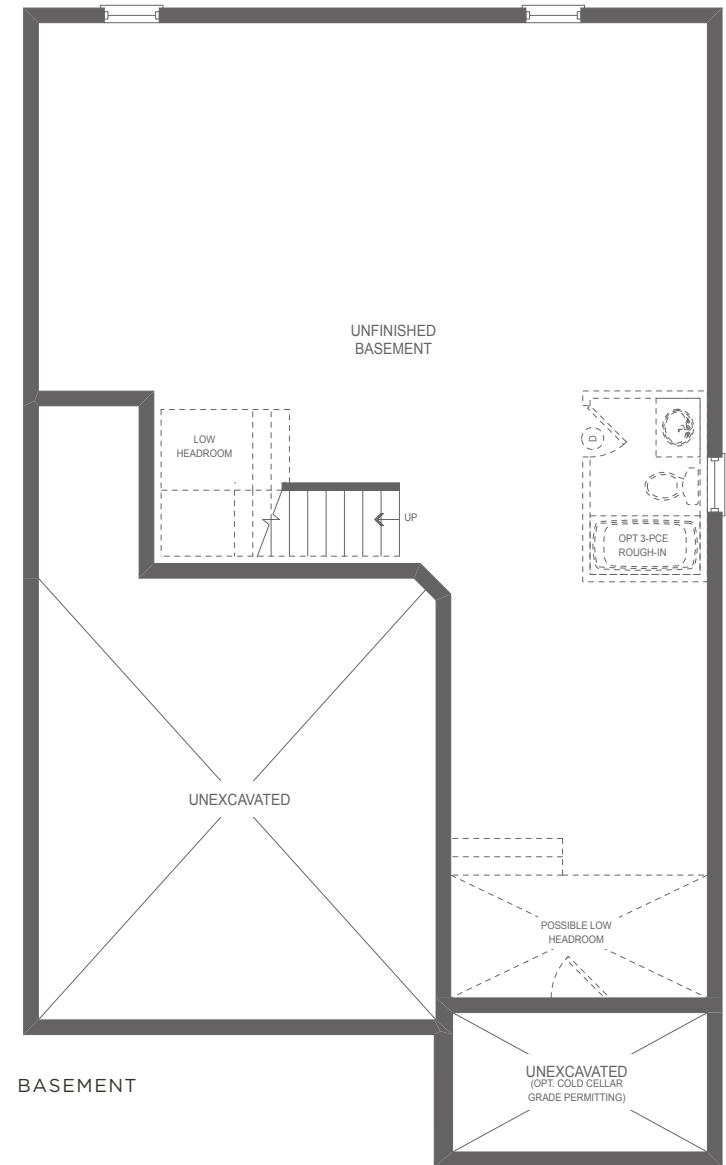 UNFINISHED
BASEMENT
LOW
HEADROOM
D
UP
OPT 3-PCE
ROUGH-IN
UNEXCAVATED
POSSIBLE LOW
HEADROOM
UNEXCAVATED
(OPT. COLD CELLAR
GRADE PERMITTING)
BASEMENT